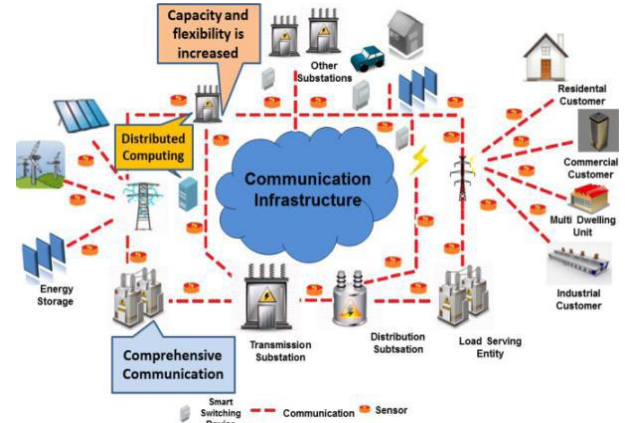 Capacity and
flexibility is
increased
Other
Substations
Residental
Customer
Distributed
Computing
Communication
Infrastructure
Commercial
Customer
Multi Dwelling
Unit
Energy
Storage
Industrial
Customer
Transmission
Substation
Distribution
Subtsation
Load Serving
Entity
Comprehensive
Communication
Smart
Switching
Communication
Sensor